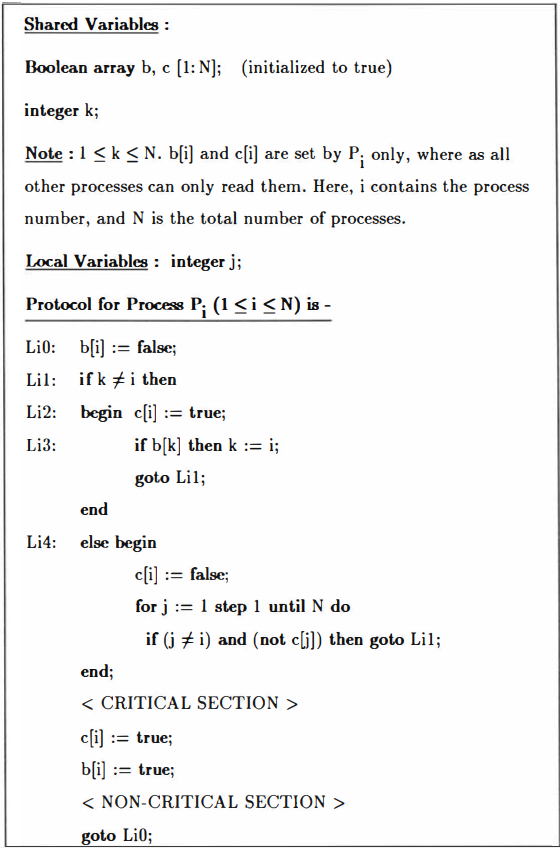 Shared Variables :
Boolean array b, c [1: N]; (initialized to true)
integer k;
Note : 1 ≤ k ≤ N. b[i] and c[i] are set by P_i only, where as all
other processes can only read them. Here, i contains the process
number, and N is the total number of processes.
Local Variables : integer j;
Protocol for Process P_i (1 ≤ i ≤ N) is -
Li0: b[i] := false;
Li1: if k ≠ i then
Li2: begin c[i] := true;
Li3: if b[k] then k := i;
goto Li1;
end
Li4: else begin
c[i] := false;
for j := 1 step 1 until N do
if (j ≠ i) and (not c[j]) then goto Li1;
end;
< CRITICAL SECTION >
c[i] := true;
b[i] := true;
< NON-CRITICAL SECTION >
goto Li0;